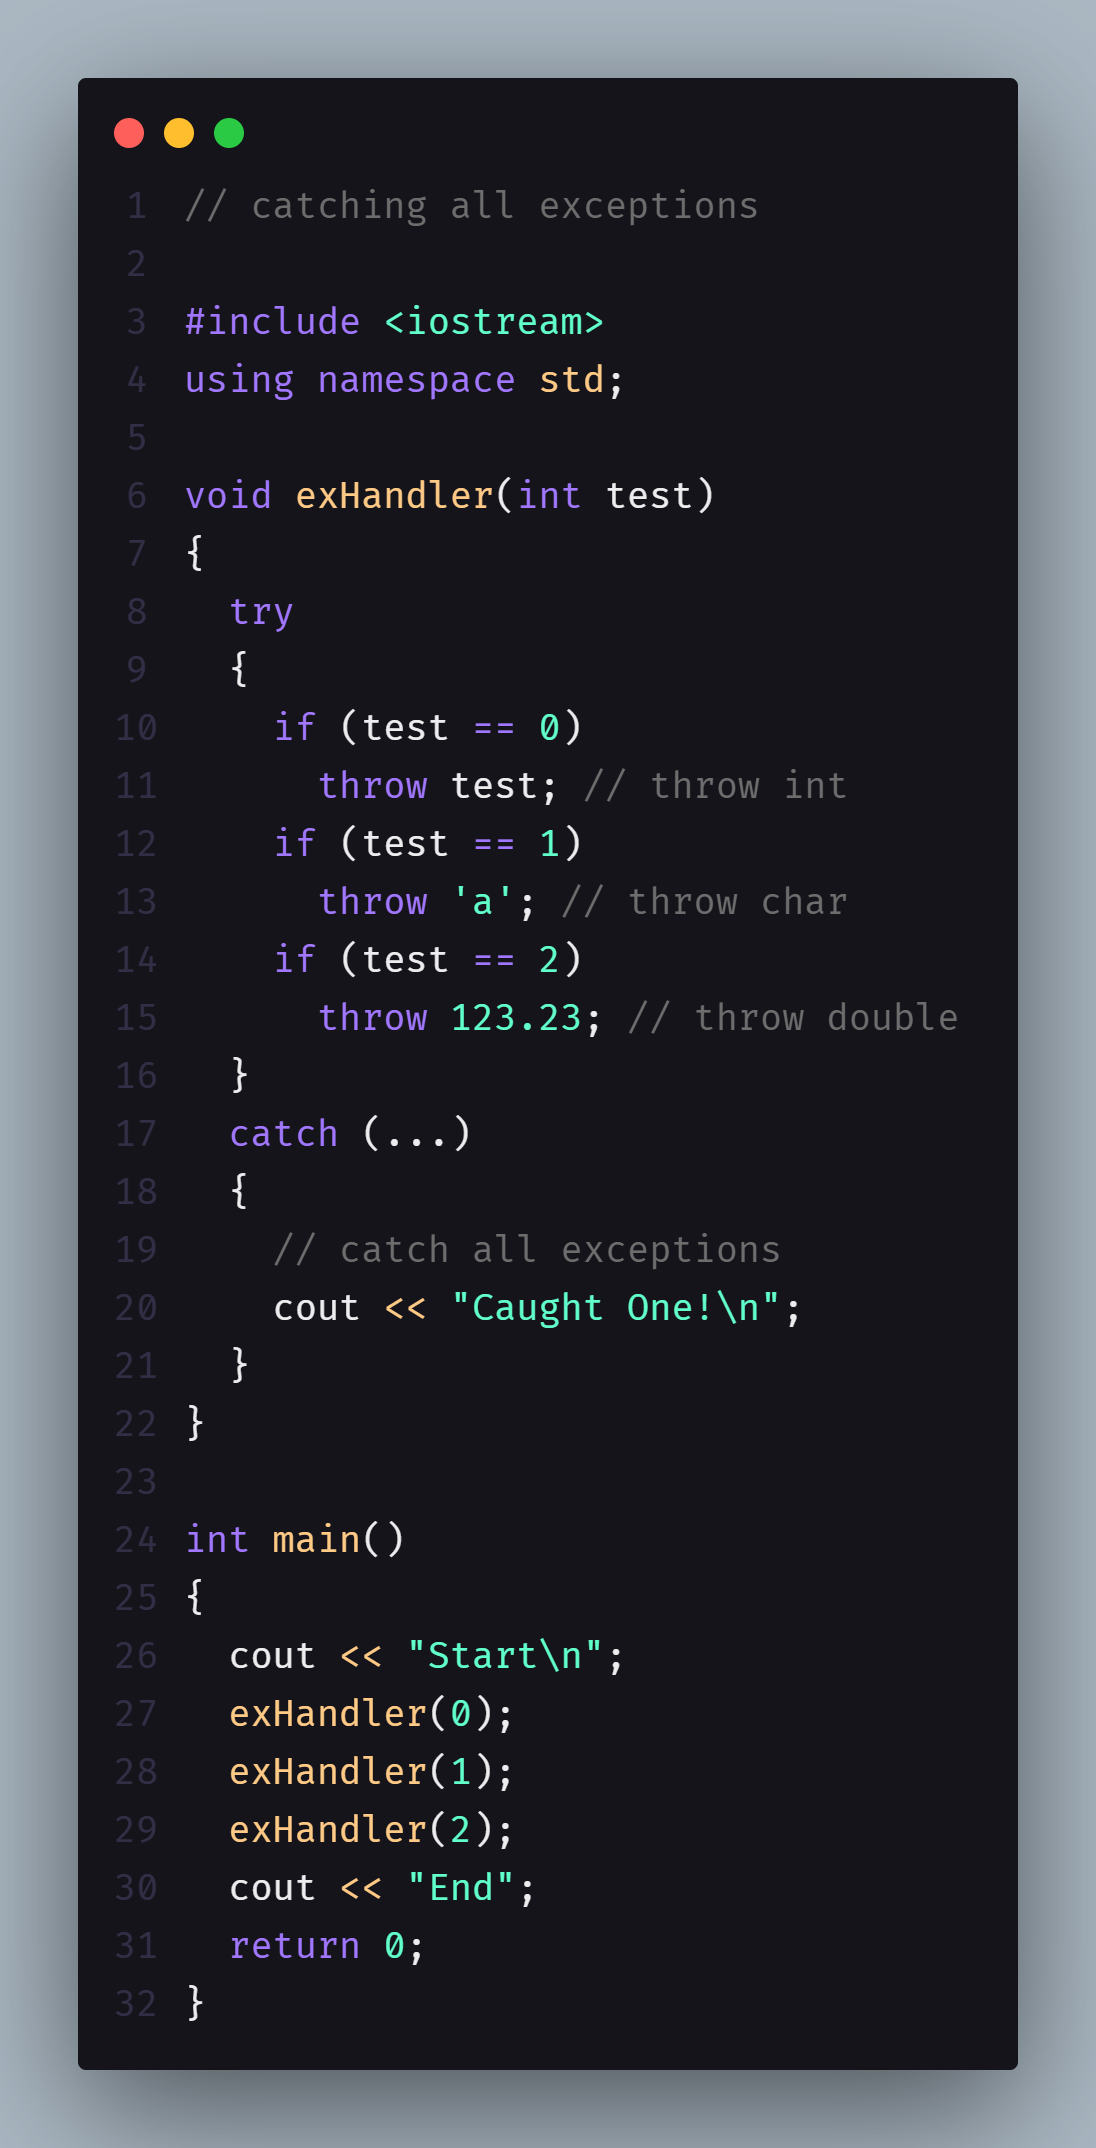 1 // catching all exceptions
2
3 #include <iostream>
4 using namespace std;
5
6 void exHandler(int test)
7 {
8   try
9   {
10     if (test == 0)
11       throw test; // throw int
12     if (test == 1)
13       throw 'a'; // throw char
14     if (test == 2)
15       throw 123.23; // throw double
16   }
17   catch (...)
18   {
19     // catch all exceptions
20     cout << "Caught One!\n";
21   }
22 }
23
24 int main()
25 {
26   cout << "Start\n";
27   exHandler(0);
28   exHandler(1);
29   exHandler(2);
30   cout << "End";
31   return 0;
32 }